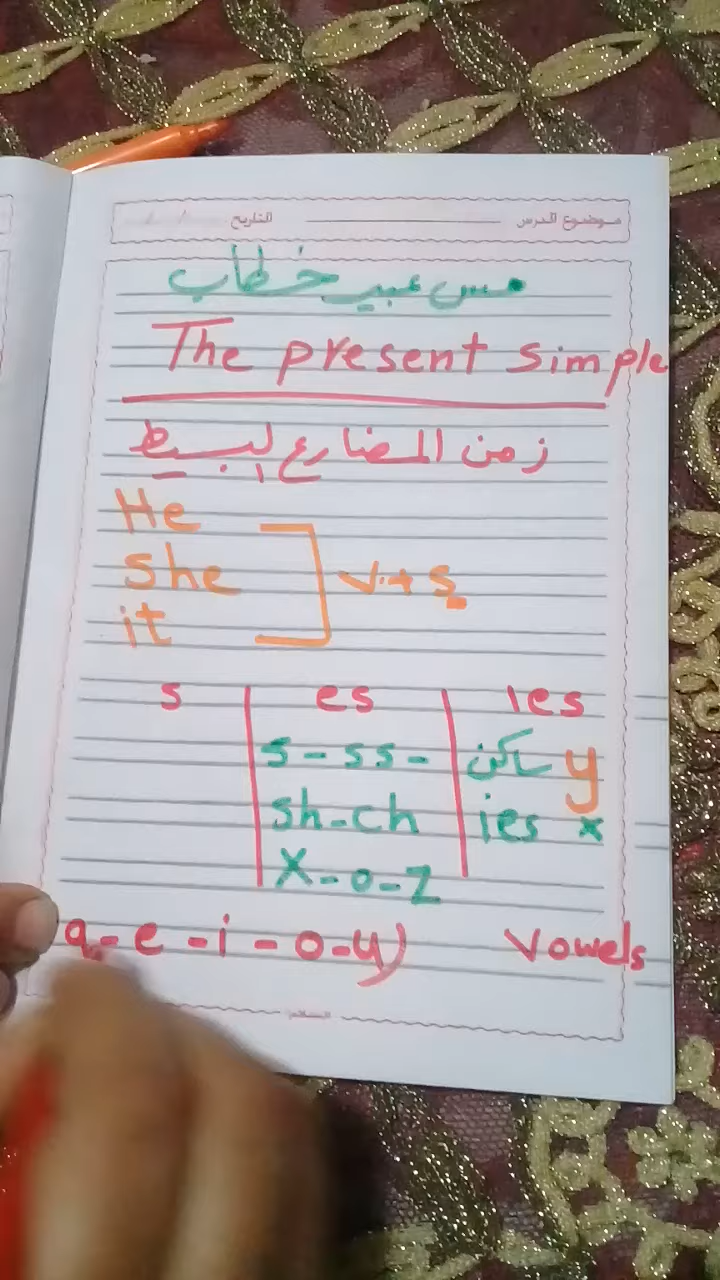 موضوع الدرس التاريخ / /
مس عبير خطاب
The present simple
زمن المضارع البسيط
He
she
it
v.+s
s | es | ies
s-ss- | ساكن y
sh-ch | ies x
x-o-z
a-e-i-o-u) vowels